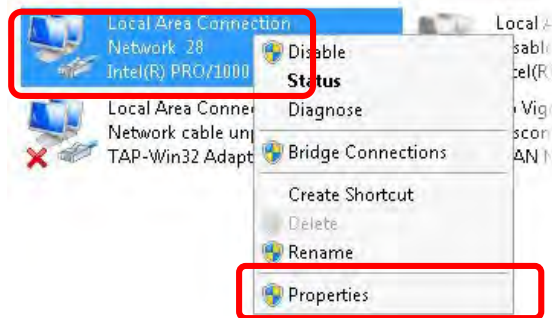 Local Area Connection
Network 28
Intel(R) PRO/1000
Local Area Connec
Network cable unp
TAP-Win32 Adapt
Disable
Status
Diagnose
Bridge Connections
Create Shortcut
Delete
Rename
Properties
Local